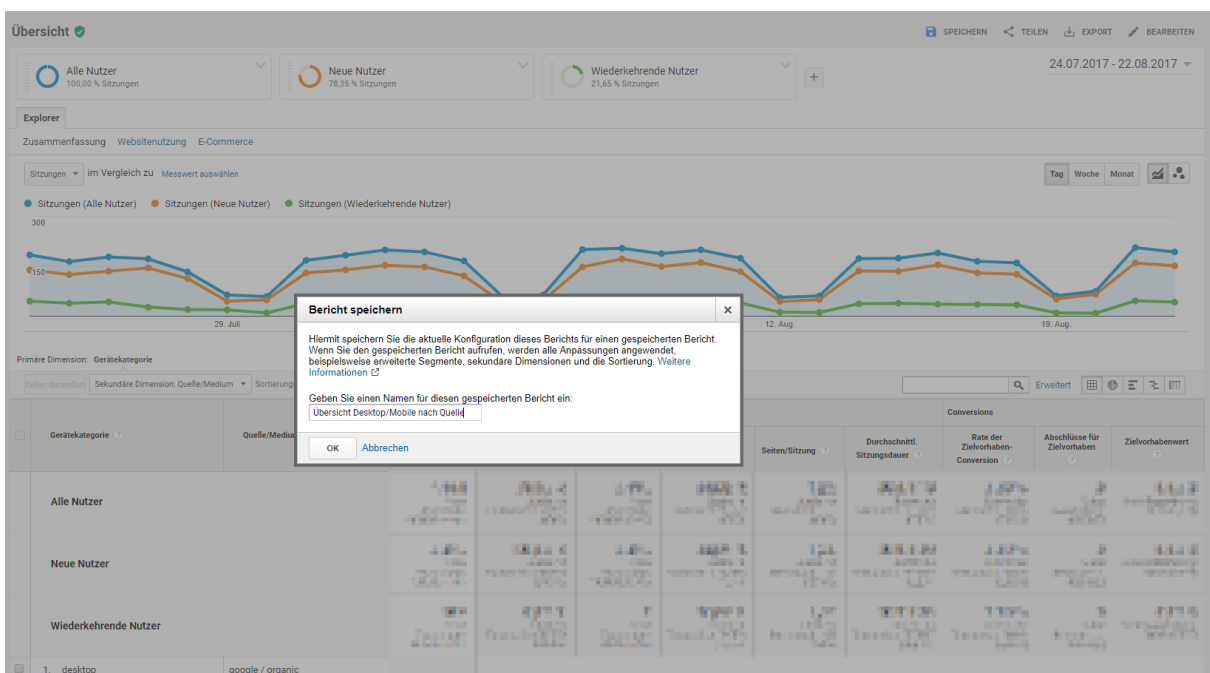 Übersicht
SPEICHERN TEILEN EXPORT BEARBEITEN
Alle Nutzer
100,00 % Sitzungen
Neue Nutzer
78,35 % Sitzungen
Wiederkehrende Nutzer
21,65 % Sitzungen
+
24.07.2017 - 22.08.2017
Explorer
Zusammenfassung Websitenutzung E-Commerce
Sitzungen im Vergleich zu Messwert auswählen
Tag Woche Monat
Sitzungen (Alle Nutzer) Sitzungen (Neue Nutzer) Sitzungen (Wiederkehrende Nutzer)
300
150
29. Juli 12. Aug. 19. Aug.
Bericht speichern
Hiermit speichern Sie die aktuelle Konfiguration dieses Berichts für einen gespeicherten Bericht.
Wenn Sie den gespeicherten Bericht aufrufen, werden alle Anpassungen angewendet,
beispielsweise erweiterte Segmente, sekundäre Dimensionen und die Sortierung. Weitere
Informationen
Geben Sie einen Namen für diesen gespeicherten Bericht ein:
Übersicht Desktop/Mobile nach Quelle
OK Abbrechen
Primäre Dimension: Gerätekategorie
Zeilen darstellen Sekundäre Dimension: Quelle/Medium Sortierung
Erweitert
Conversions
Gerätekategorie Quelle/Medium Seiten/Sitzung
Durchschnittl.
Sitzungsdauer
Rate der
Zielvorhaben-
Conversion
Abschlüsse für
Zielvorhaben
Zielvorhabenwert
Alle Nutzer
Neue Nutzer
Wiederkehrende Nutzer
1. desktop google / organic